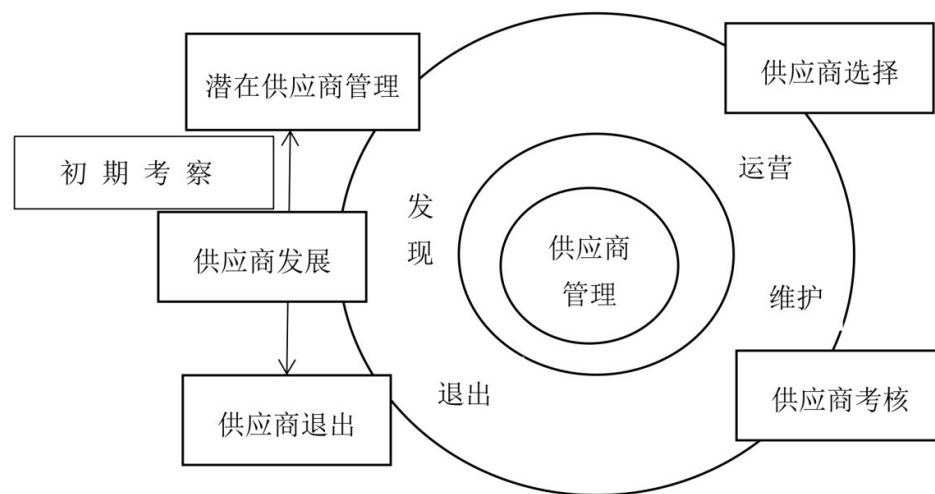 潜在供应商管理
供应商选择
初期考察
运营
发
现
供应商发展
供应商
管理
维护
退出
供应商考核
供应商退出